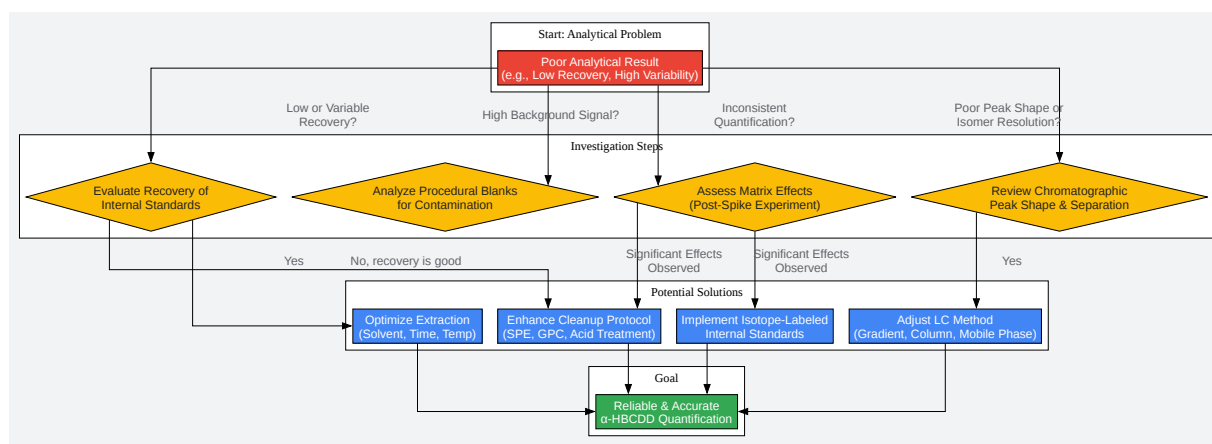 Start: Analytical Problem
Poor Analytical Result
(e.g., Low Recovery, High Variability)
Low or Variable
Recovery?
High Background Signal?
Inconsistent
Quantification?
Poor Peak Shape or
Isomer Resolution?
Investigation Steps
Evaluate Recovery of
Internal Standards
Analyze Procedural Blanks
for Contamination
Assess Matrix Effects
(Post-Spike Experiment)
Review Chromatographic
Peak Shape & Separation
Yes
No, recovery is good
Significant Effects
Observed
Significant Effects
Observed
Yes
Potential Solutions
Optimize Extraction
(Solvent, Time, Temp)
Enhance Cleanup Protocol
(SPE, GPC, Acid Treatment)
Implement Isotope-Labeled
Internal Standards
Adjust LC Method
(Gradient, Column, Mobile Phase)
Goal
Reliable & Accurate
α-HBCDD Quantification